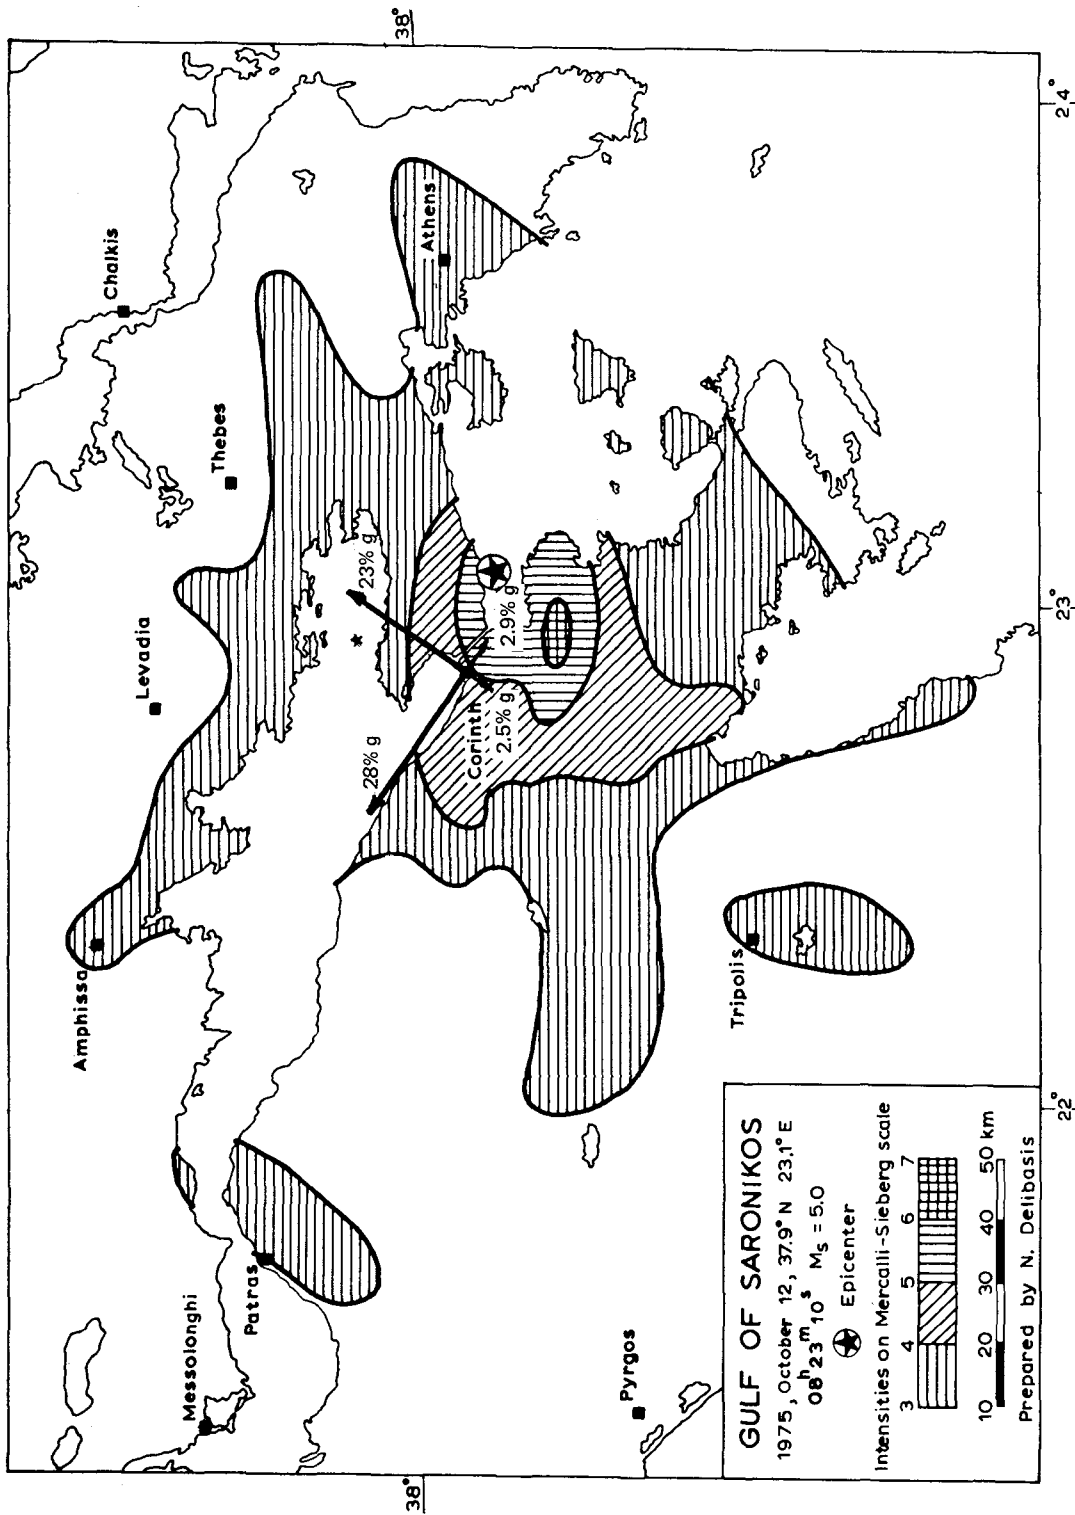 38°
38°
24°
23°
22°
Chalkis
Athens
Thebes
Levadia
Amphissa
Corinth
23% g
28% g
2.9% g
2.5% g
*
Tripolis
Patras
Messolonghi
Pyrgos
GULF OF SARONIKOS
1975, October 12, 37.9° N 23.1° E
08h 23m 10s Ms = 5.0
Epicenter
Intensities on Mercalli-Sieberg scale
3 4 5 6 7
10 20 30 40 50 km
Prepared by N. Delibasis